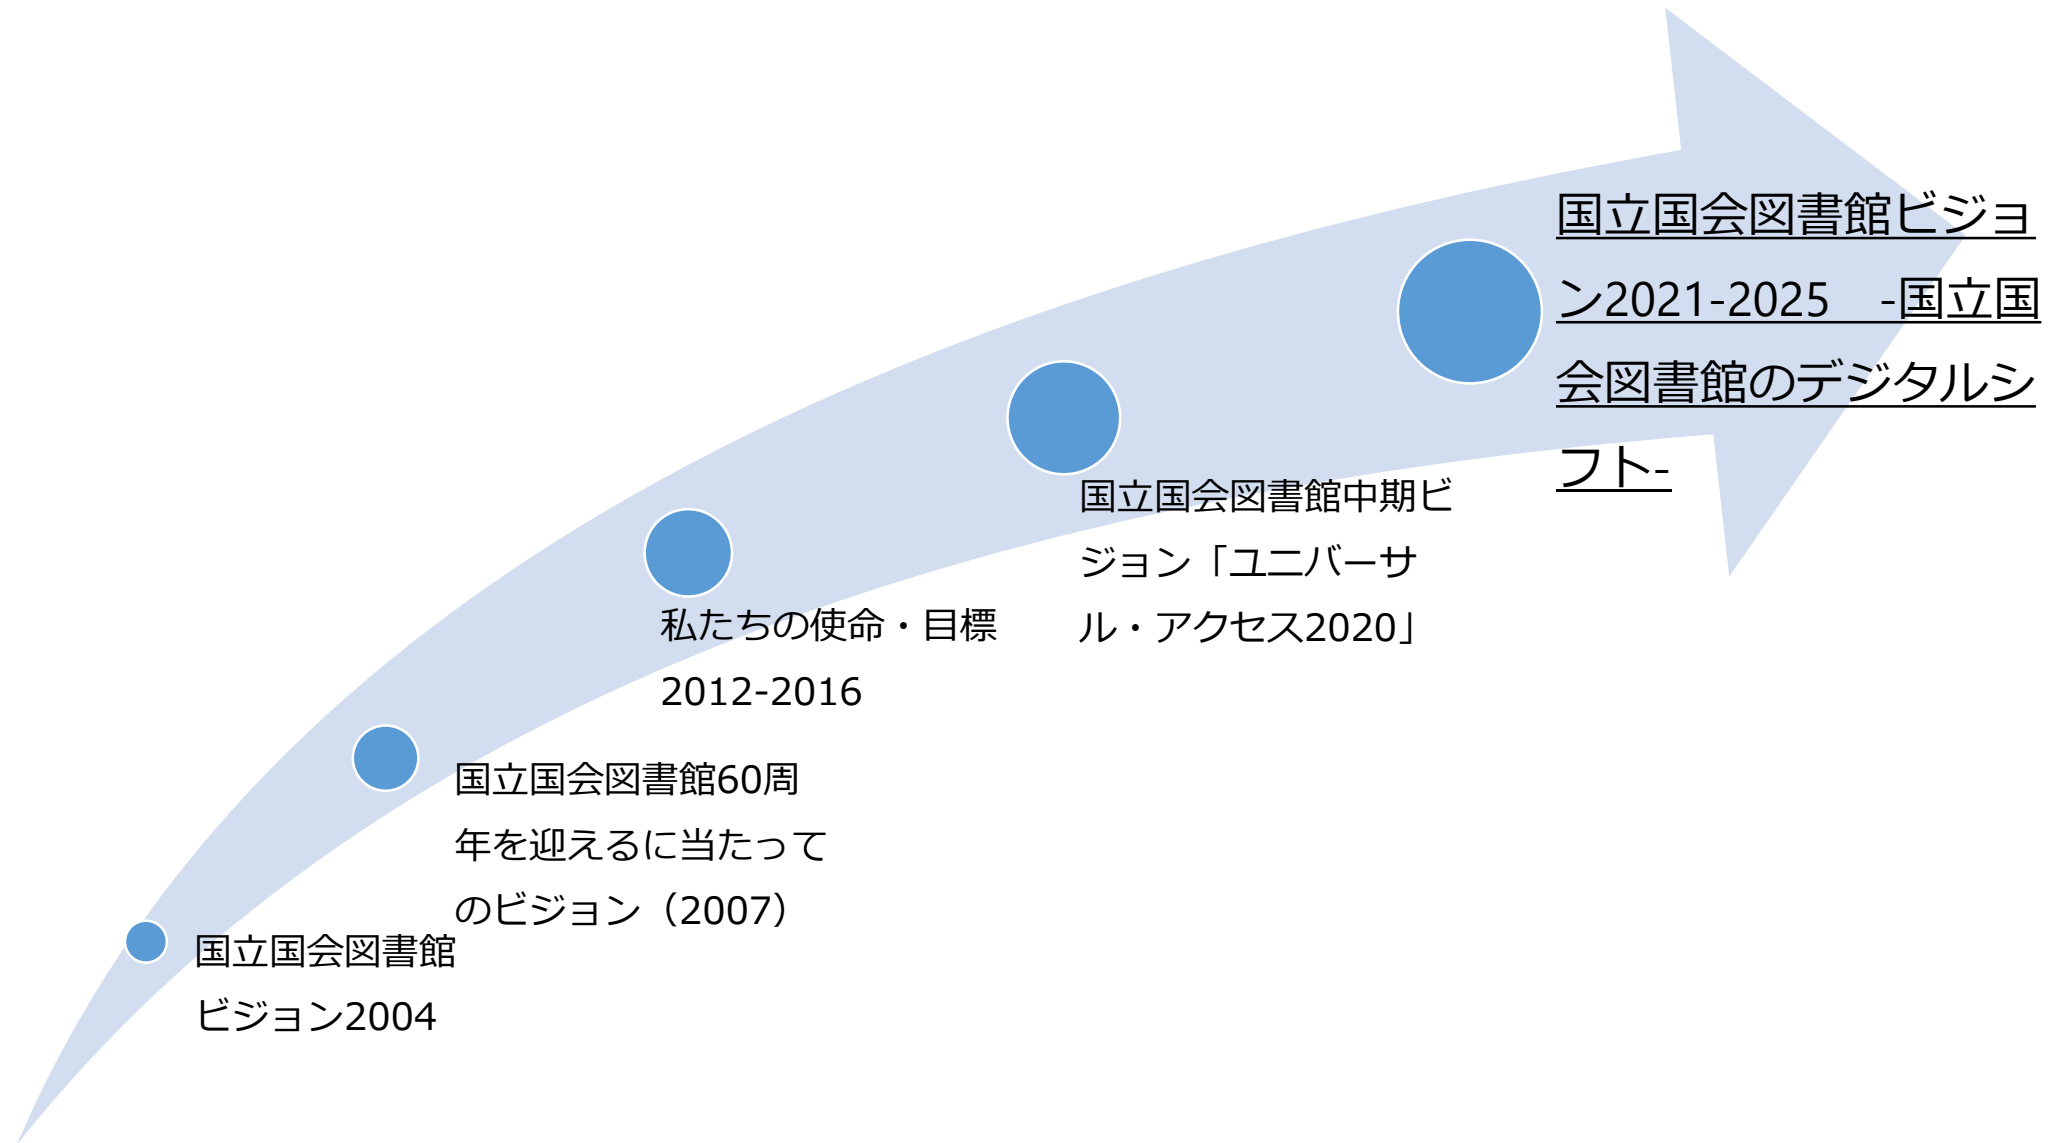 国立国会図書館ビジョ
ン2021-2025　-国立国
会図書館のデジタルシ
フト-
国立国会図書館中期ビ
ジョン「ユニバーサ
ル・アクセス2020」
私たちの使命・目標
2012-2016
国立国会図書館60周
年を迎えるに当たって
のビジョン（2007）
国立国会図書館
ビジョン2004